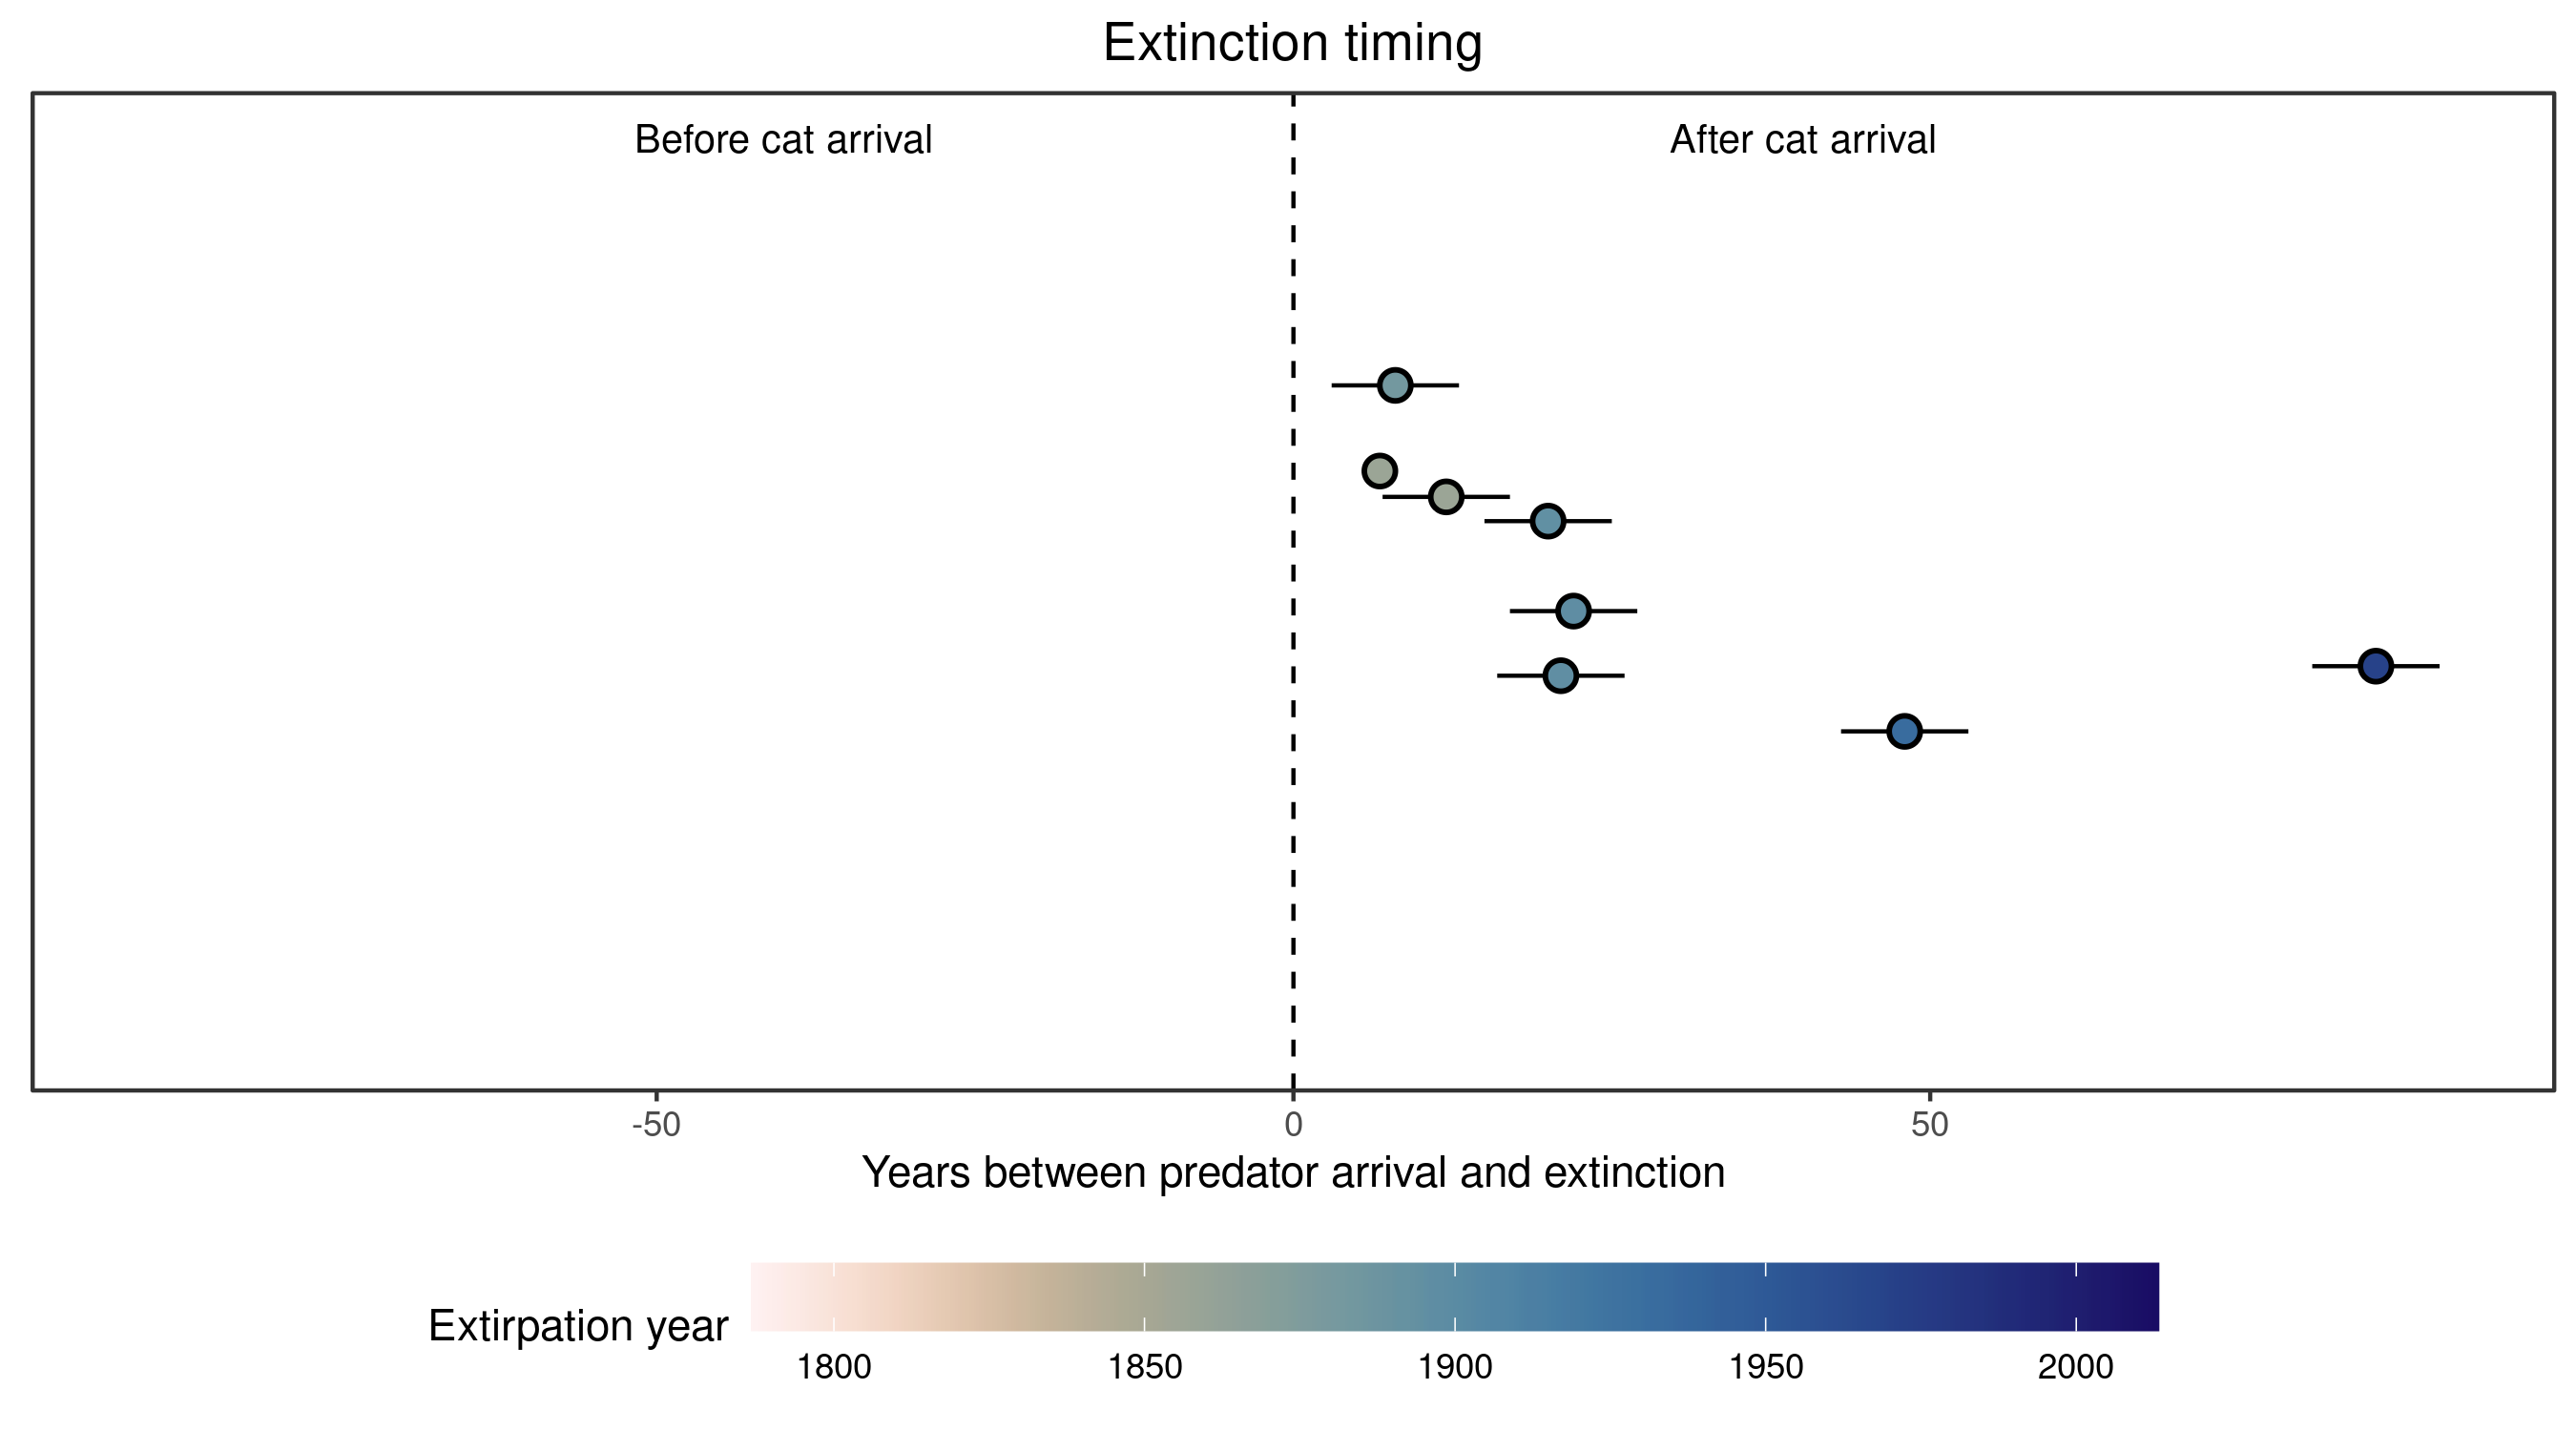 Extinction timing
Before cat arrival
After cat arrival
-50
0
50
Years between predator arrival and extinction
Extirpation year
1800
1850
1900
1950
2000